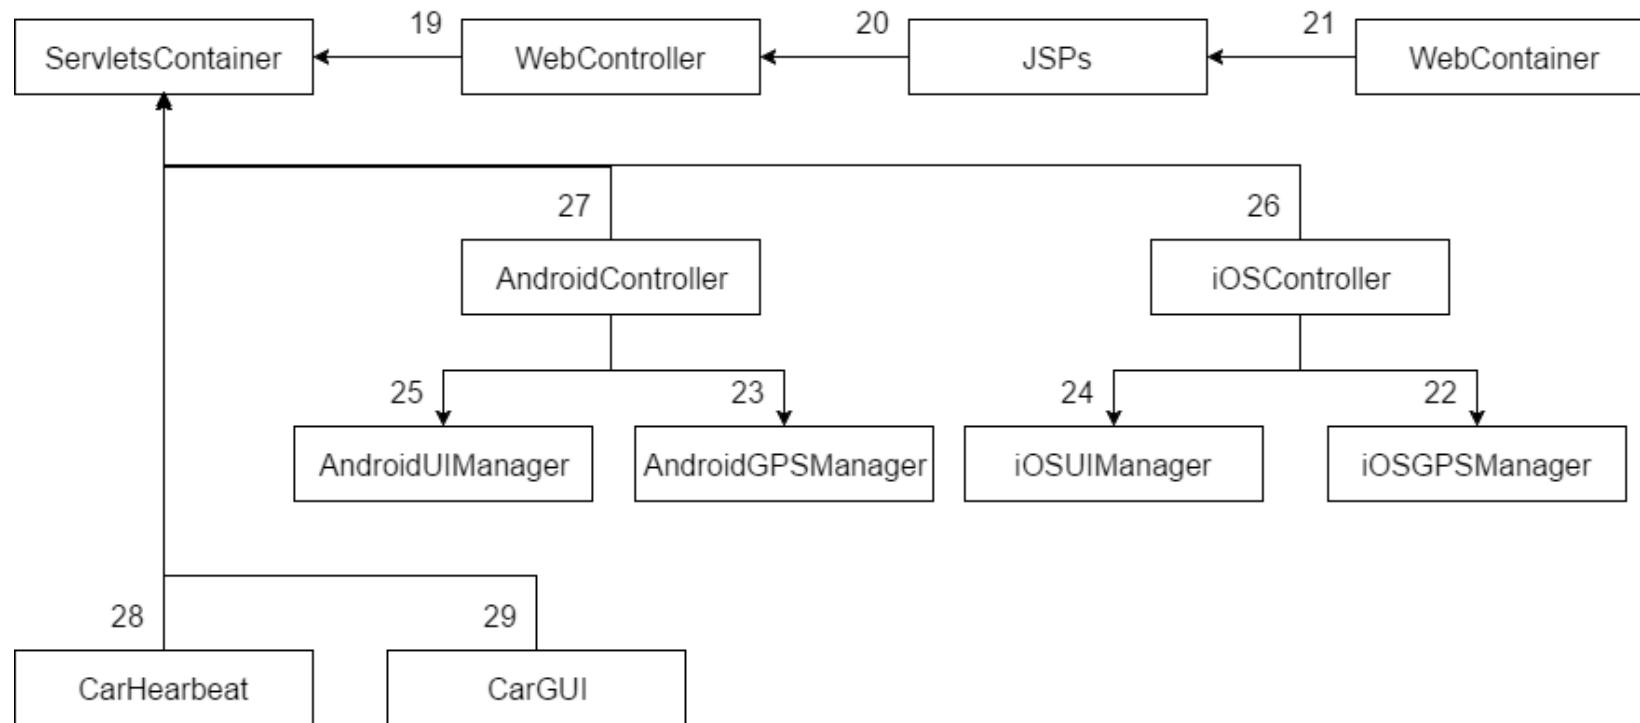 19
20
21
ServletsContainer
WebController
JSPs
WebContainer
27
26
AndroidController
iOSController
25
23
24
22
AndroidUIManager
AndroidGPSManager
iOSUIManager
iOSGPSManager
28
29
CarHearbeat
CarGUI